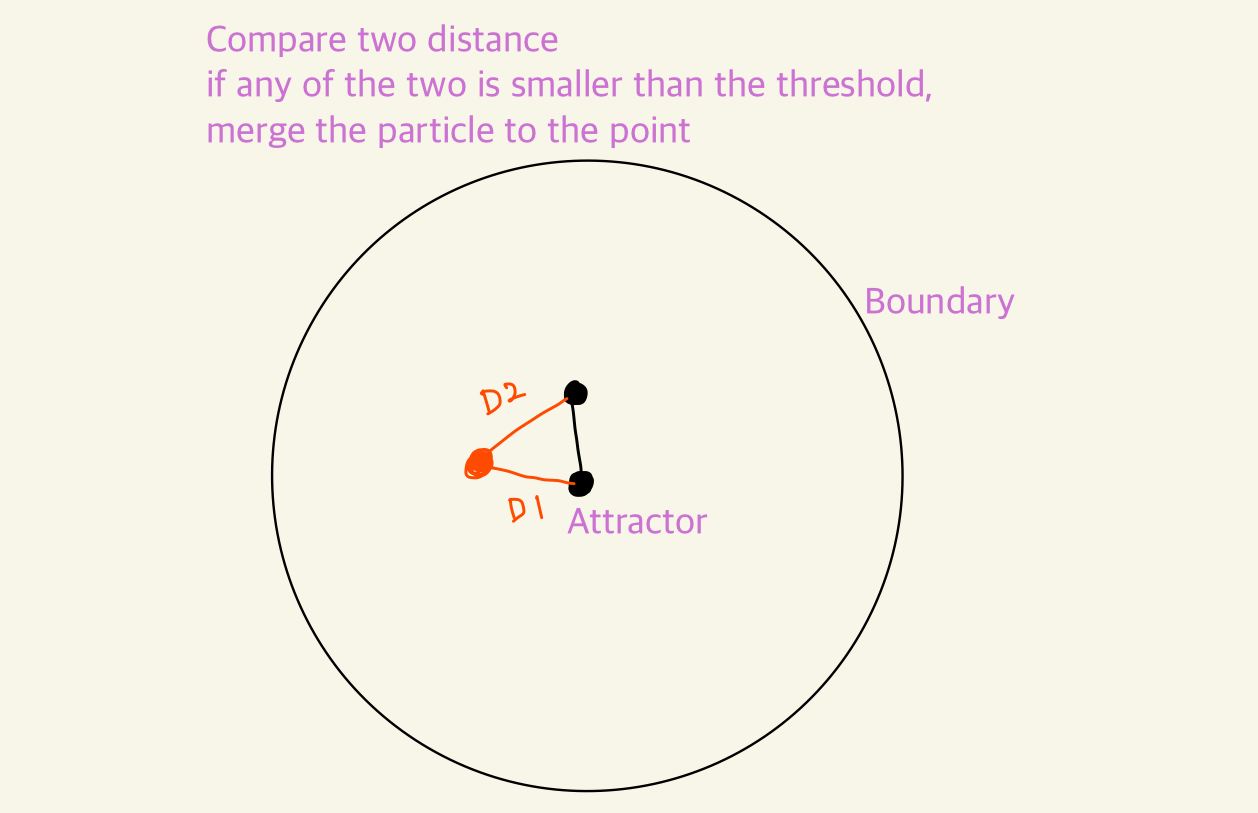 Compare two distance
if any of the two is smaller than the threshold,
merge the particle to the point
Boundary
D2
D1
Attractor